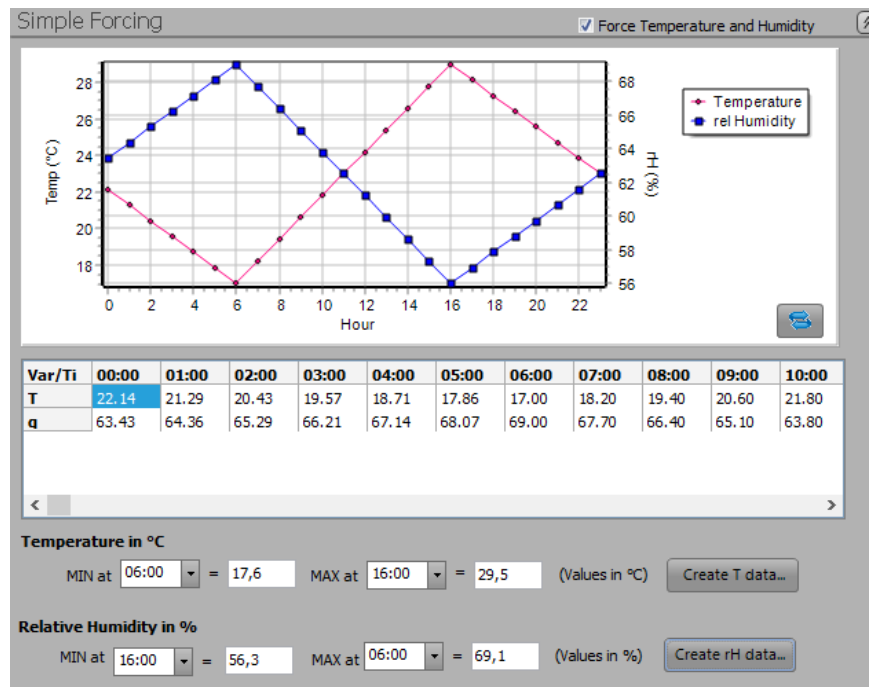 Simple Forcing Force Temperature and Humidity
28 68
26 66
24 64
22 62
20 60
18 58
56
Temp (°C)
rH (%)
Temperature
rel Humidity
0 2 4 6 8 10 12 14 16 18 20 22
Hour
Var/Ti 00:00 01:00 02:00 03:00 04:00 05:00 06:00 07:00 08:00 09:00 10:00
T 22.14 21.29 20.43 19.57 18.71 17.86 17.00 18.20 19.40 20.60 21.80
q 63.43 64.36 65.29 66.21 67.14 68.07 69.00 67.70 66.40 65.10 63.80
Temperature in °C
MIN at 06:00 = 17,6 MAX at 16:00 = 29,5 (Values in °C) Create T data...
Relative Humidity in %
MIN at 16:00 = 56,3 MAX at 06:00 = 69,1 (Values in %) Create rH data...